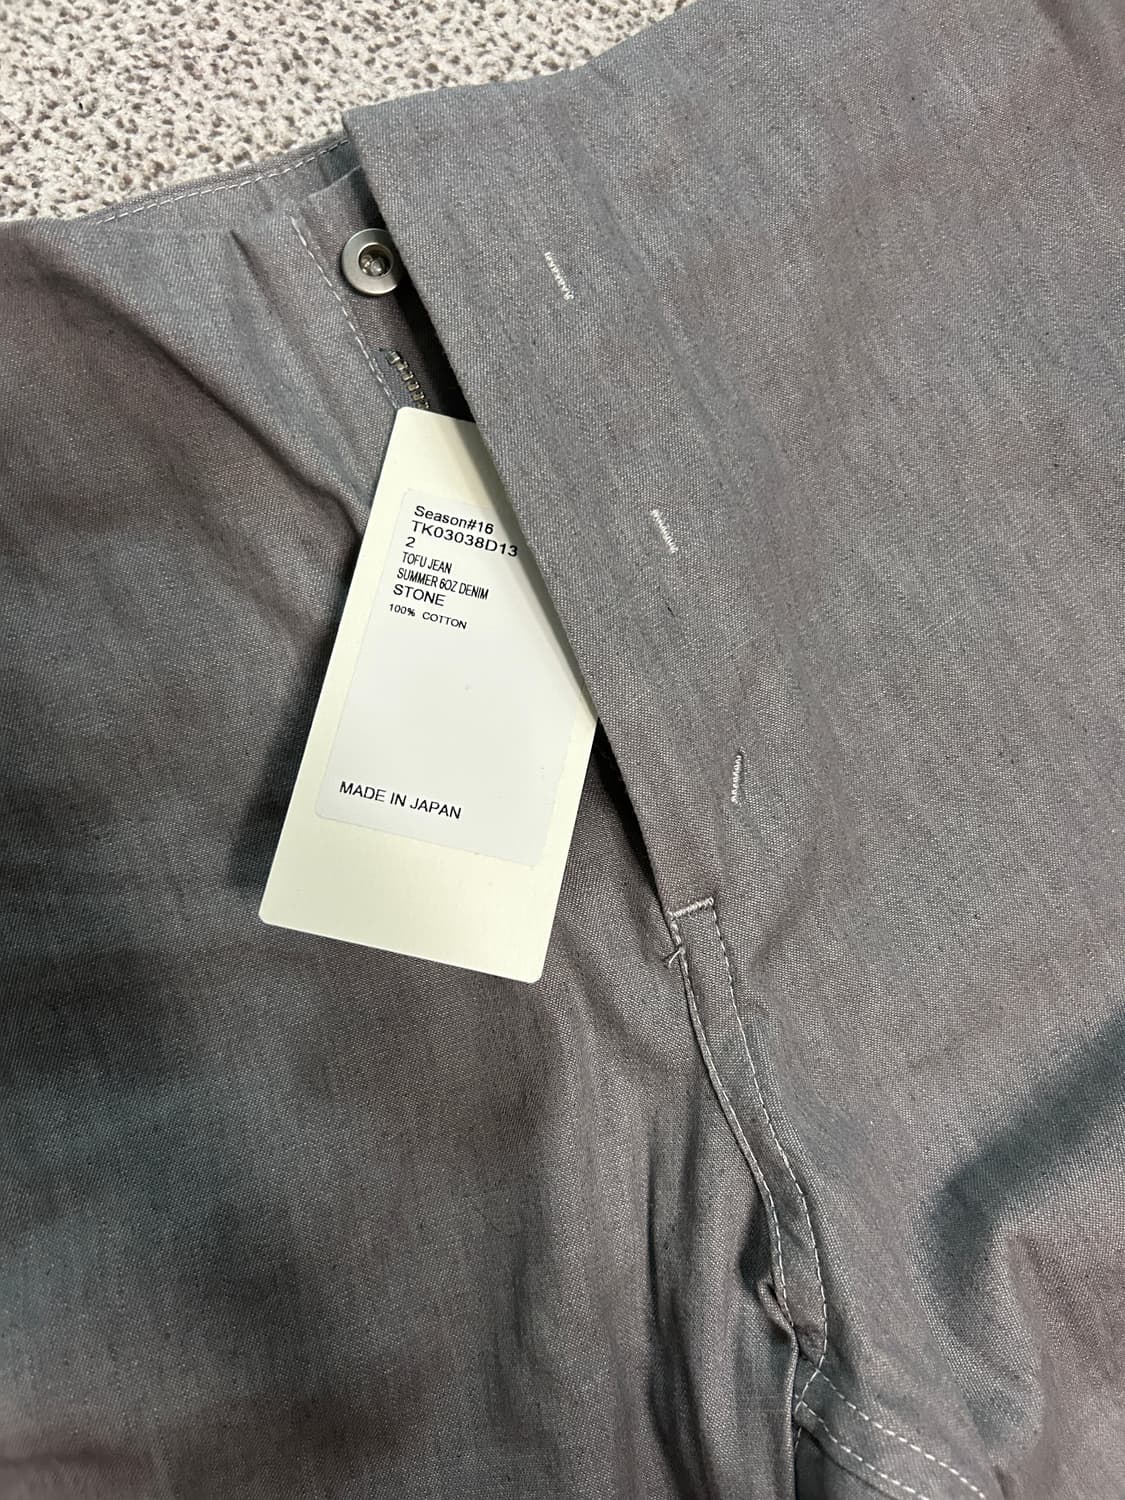 Season#16
TK03038D13
2
TOFU JEAN
SUMMER 6OZ DENIM
STONE
100% COTTON
MADE IN JAPAN